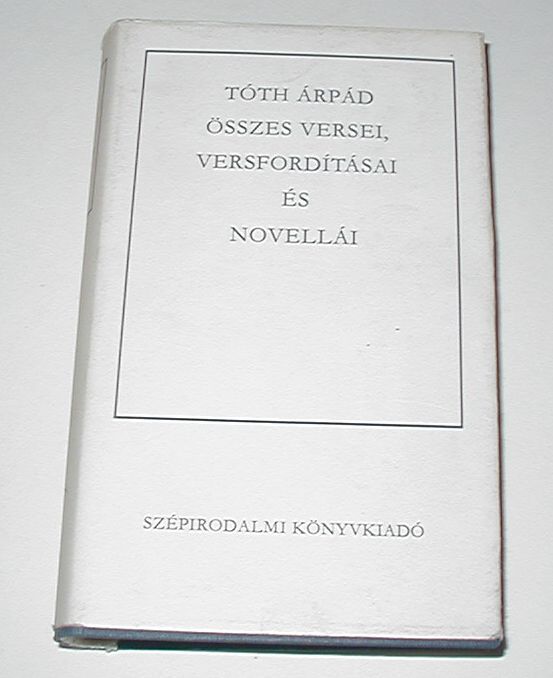 TÓTH ÁRPÁD
ÖSSZES VERSEI,
VERSFORDÍTÁSAI
ÉS
NOVELLÁI
SZÉPIRODALMI KÖNYVKIADÓ